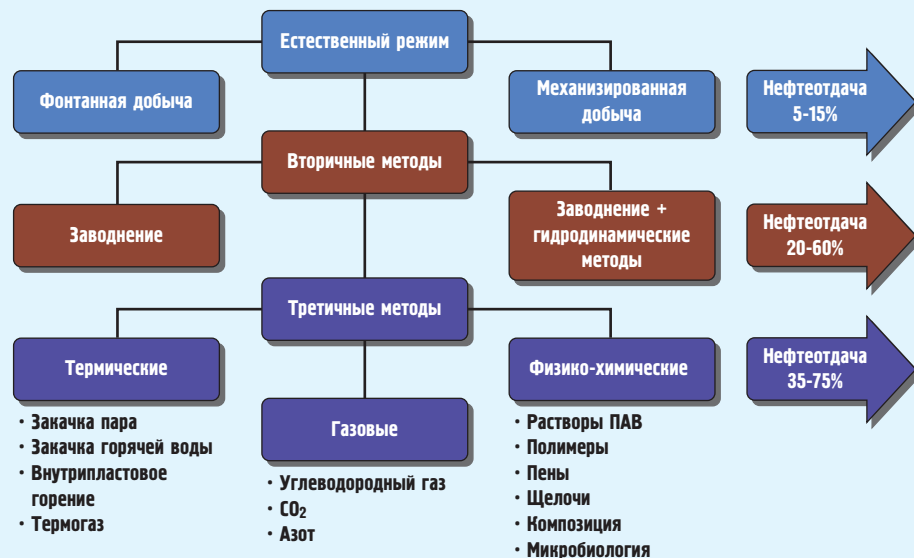 Естественный режим
Фонтанная добыча
Механизированная
добыча
Нефтеотдача
5-15%
Вторичные методы
Заводнение
Заводнение +
гидродинамические
методы
Нефтеотдача
20-60%
Третичные методы
Термические
Физико-химические
Нефтеотдача
35-75%
· Закачка пара
· Закачка горячей воды
· Внутрипластовое
горение
· Термогаз
Газовые
· Углеводородный газ
· CO₂
· Азот
· Растворы ПАВ
· Полимеры
· Пены
· Щелочи
· Композиция
· Микробиология